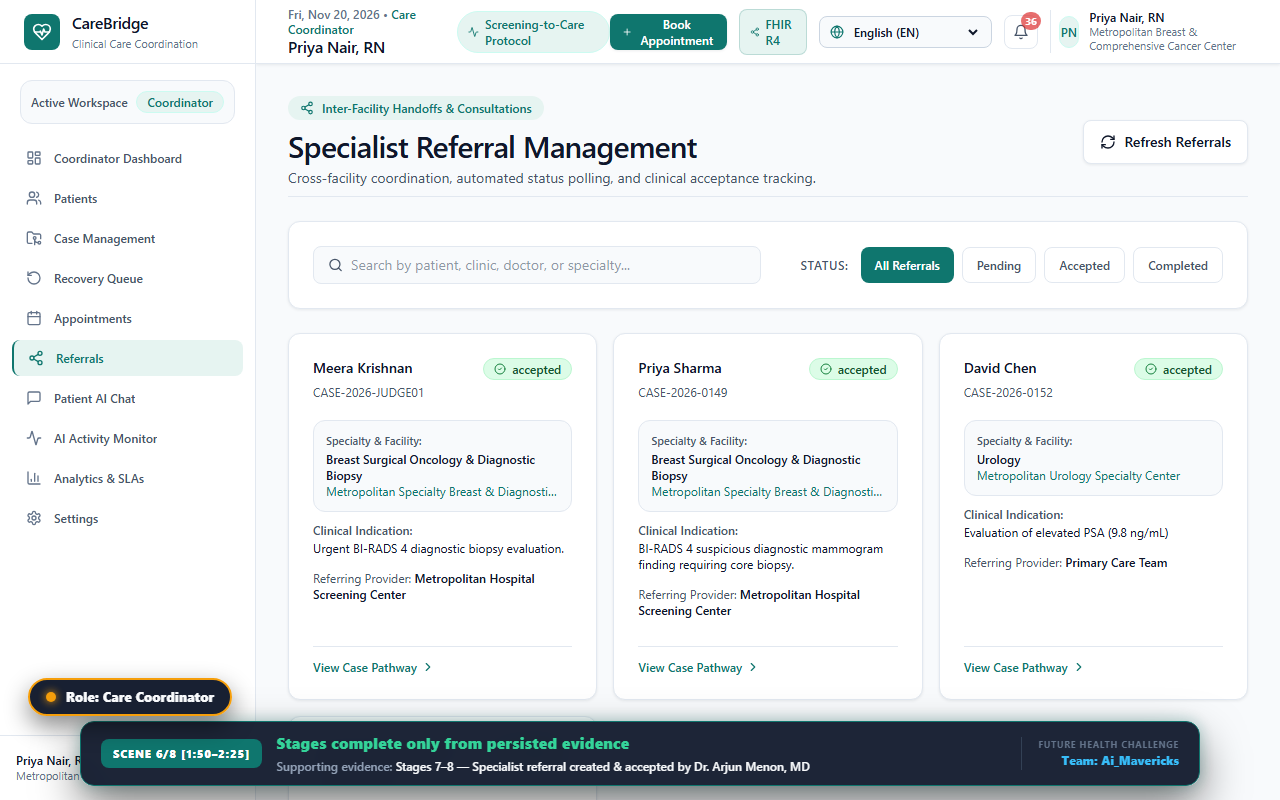 CareBridge
Clinical Care Coordination
Fri, Nov 20, 2026 • Care Coordinator
Priya Nair, RN
Screening-to-Care Protocol
+ Book Appointment
FHIR R4
English (EN)
36
PN
Priya Nair, RN
Metropolitan Breast & Comprehensive Cancer Center
Active Workspace
Coordinator
Coordinator Dashboard
Patients
Case Management
Recovery Queue
Appointments
Referrals
Patient AI Chat
AI Activity Monitor
Analytics & SLAs
Settings
Inter-Facility Handoffs & Consultations
Specialist Referral Management
Cross-facility coordination, automated status polling, and clinical acceptance tracking.
Refresh Referrals
Search by patient, clinic, doctor, or specialty...
STATUS:
All Referrals
Pending
Accepted
Completed
Meera Krishnan
accepted
CASE-2026-JUDGE01
Specialty & Facility:
Breast Surgical Oncology & Diagnostic
Biopsy
Metropolitan Specialty Breast & Diagnosti...
Clinical Indication:
Urgent BI-RADS 4 diagnostic biopsy evaluation.
Referring Provider: Metropolitan Hospital
Screening Center
View Case Pathway
Priya Sharma
accepted
CASE-2026-0149
Specialty & Facility:
Breast Surgical Oncology & Diagnostic
Biopsy
Metropolitan Specialty Breast & Diagnosti...
Clinical Indication:
BI-RADS 4 suspicious diagnostic mammogram
finding requiring core biopsy.
Referring Provider: Metropolitan Hospital
Screening Center
View Case Pathway
David Chen
accepted
CASE-2026-0152
Specialty & Facility:
Urology
Metropolitan Urology Specialty Center
Clinical Indication:
Evaluation of elevated PSA (9.8 ng/mL)
Referring Provider: Primary Care Team
View Case Pathway
Role: Care Coordinator
Priya Nair, R
Metropolitan
SCENE 6/8 [1:50–2:25]
Stages complete only from persisted evidence
Supporting evidence: Stages 7–8 — Specialist referral created & accepted by Dr. Arjun Menon, MD
FUTURE HEALTH CHALLENGE
Team: Ai_Mavericks